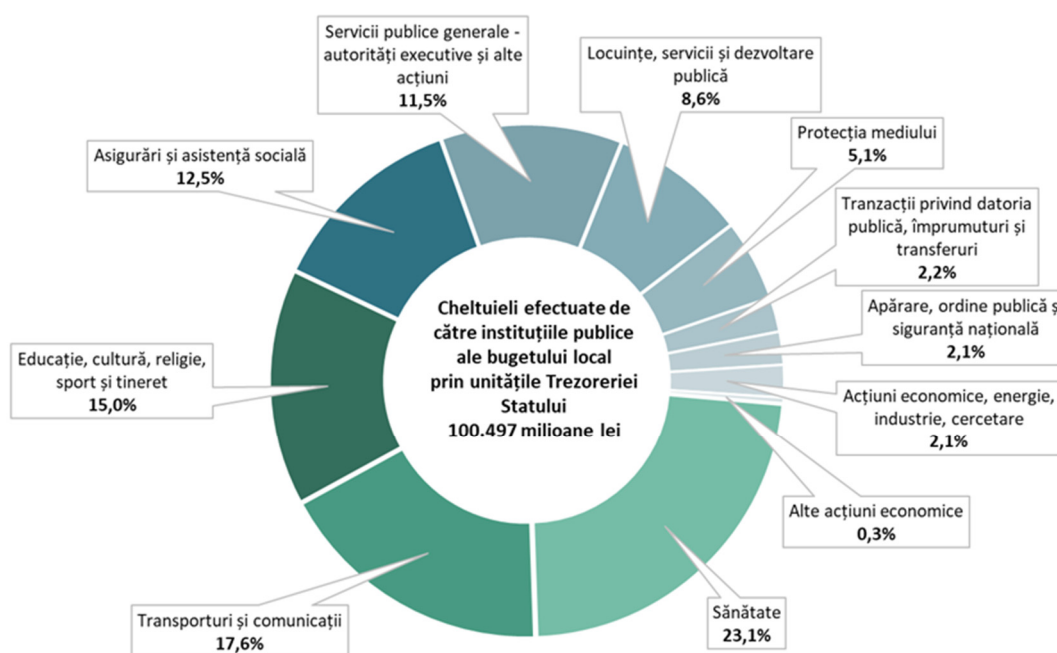 Servicii publice generale -
autorități executive și alte
acțiuni
11,5%
Locuințe, servicii și dezvoltare
publică
8,6%
Protecția mediului
5,1%
Tranzacții privind datoria
publică, împrumuturi și
transferuri
2,2%
Apărare, ordine publică ș
siguranță națională
2,1%
Acțiuni economice, energie,
industrie, cercetare
2,1%
Alte acțiuni economice
0,3%
Sănătate
23,1%
Transporturi și comunicații
17,6%
Educație, cultură, religie,
sport și tineret
15,0%
Asigurări și asistență socială
12,5%
Cheltuieli efectuate de
către instituțiile publice
ale bugetului local
prin unitățile Trezoreriei
Statului
100.497 milioane lei